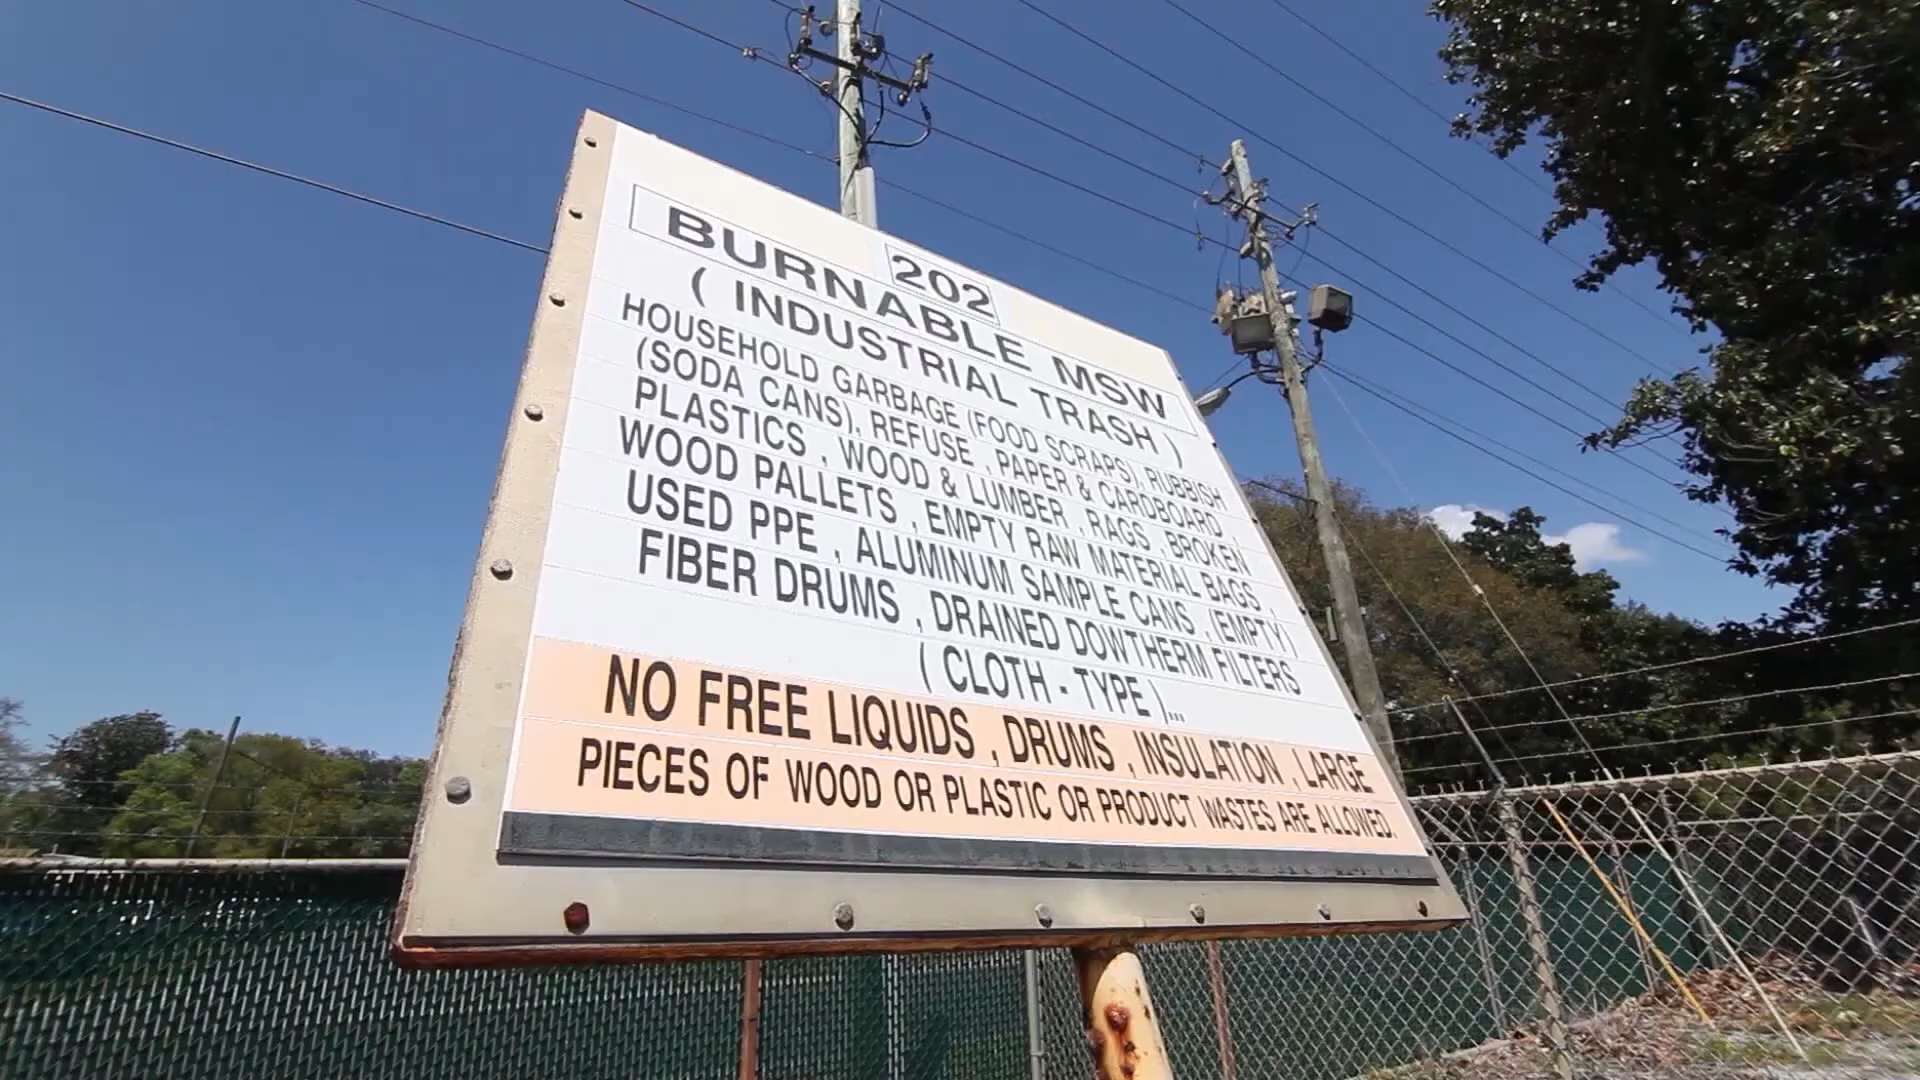 202
BURNABLE MSW
( INDUSTRIAL TRASH )
HOUSEHOLD GARBAGE (FOOD SCRAPS), RUBBISH
(SODA CANS), REFUSE , PAPER & CARDBOARD ,
PLASTICS , WOOD & LUMBER , RAGS , BROKEN
WOOD PALLETS , EMPTY RAW MATERIAL BAGS ,
USED PPE , ALUMINUM SAMPLE CANS , (EMPTY)
FIBER DRUMS , DRAINED DOWTHERM FILTERS
( CLOTH - TYPE )...
NO FREE LIQUIDS , DRUMS , INSULATION , LARGE
PIECES OF WOOD OR PLASTIC OR PRODUCT WASTES ARE ALLOWED.